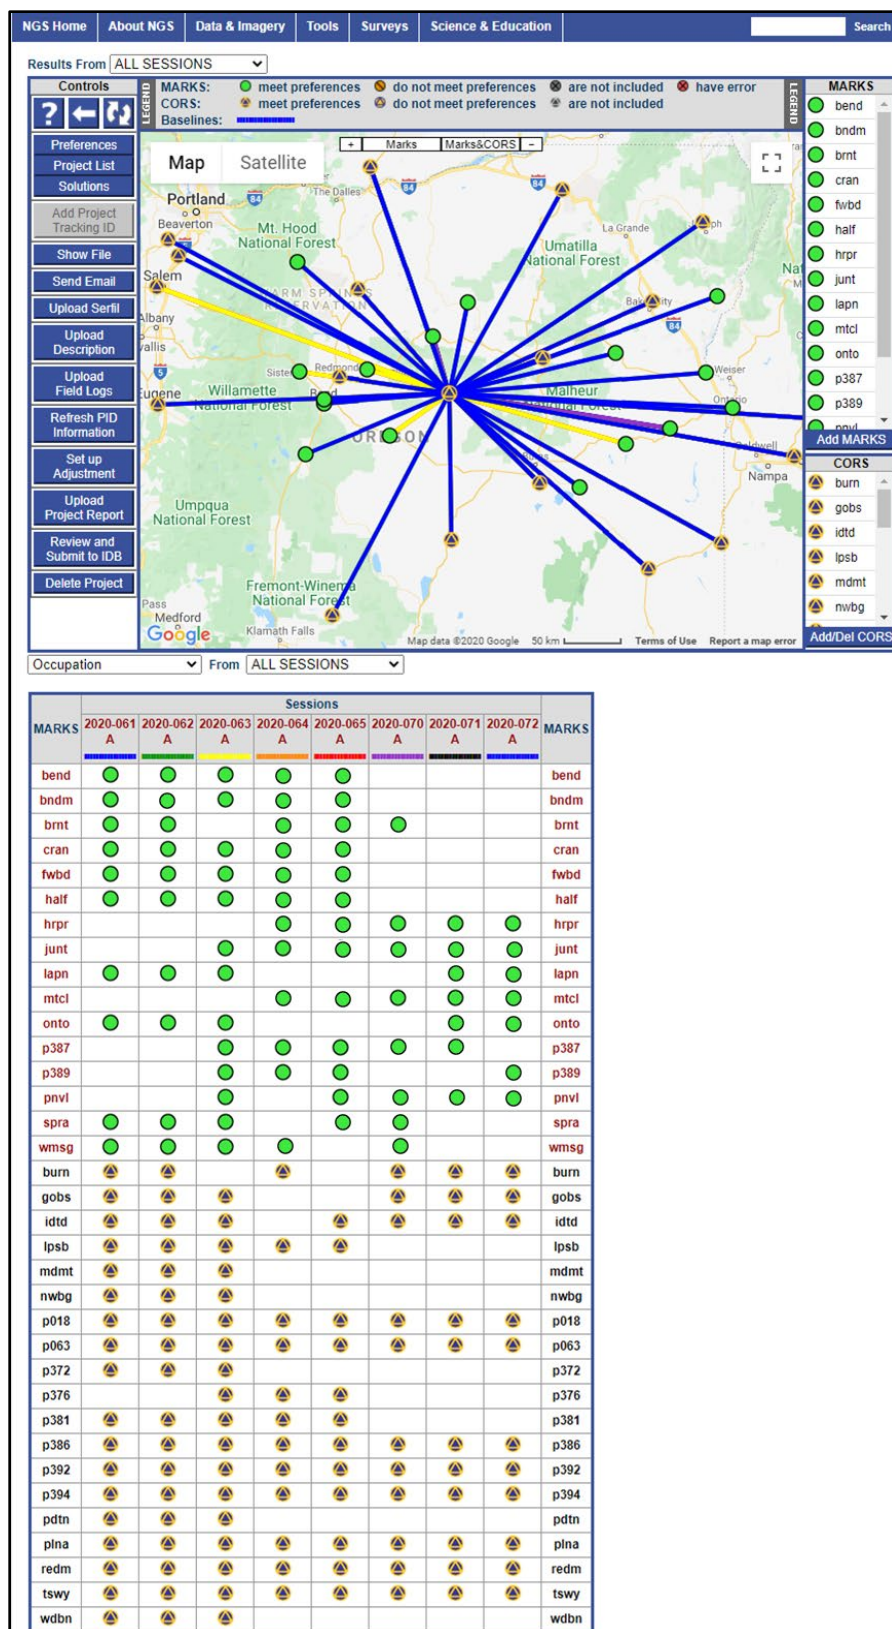 NGS Home About NGS Data & Imagery Tools Surveys Science & Education Search
Results From ALL SESSIONS
Controls
?
Preferences
Project List
Solutions
Add Project
Tracking ID
Show File
Send Email
Upload Serfil
Upload
Description
Upload
Field Logs
Refresh PID
Information
Set up
Adjustment
Upload
Project Report
Review and
Submit to IDB
Delete Project
LEGEND
MARKS: meet preferences do not meet preferences are not included have error
CORS: meet preferences do not meet preferences are not included
Baselines:
LEGEND
+ Marks Marks&CORS −
Map Satellite
Portland
Beaverton
The Dalles
84
84
Mt. Hood
National Forest
La Grande
Umatilla
National Forest
Salem
Albany
Redmond
Willamette
National Forest
Malheur
National Forest
84
Weiser
Ontario
5
Eugene
OREGON
Caldwell
Nampa
Umpqua
National Forest
Fremont-Winema
National Forest
Medford
Klamath Falls
Google
Map data ©2020 Google 50 km Terms of Use Report a map error
MARKS
bend
bndm
brnt
cran
fwbd
half
hrpr
junt
lapn
mtcl
onto
p387
p389
pnvl
Add MARKS
CORS
burn
gobs
idtd
lpsb
mdmt
nwbg
Add/Del CORS
Occupation From ALL SESSIONS
Sessions
MARKS 2020-061 2020-062 2020-063 2020-064 2020-065 2020-070 2020-071 2020-072 MARKS
A A A A A A A A
bend bend
bndm bndm
brnt brnt
cran cran
fwbd fwbd
half half
hrpr hrpr
junt junt
lapn lapn
mtcl mtcl
onto onto
p387 p387
p389 p389
pnvl pnvl
spra spra
wmsg wmsg
burn burn
gobs gobs
idtd idtd
lpsb lpsb
mdmt mdmt
nwbg nwbg
p018 p018
p063 p063
p372 p372
p376 p376
p381 p381
p386 p386
p392 p392
p394 p394
pdtn pdtn
plna plna
redm redm
tswy tswy
wdbn wdbn